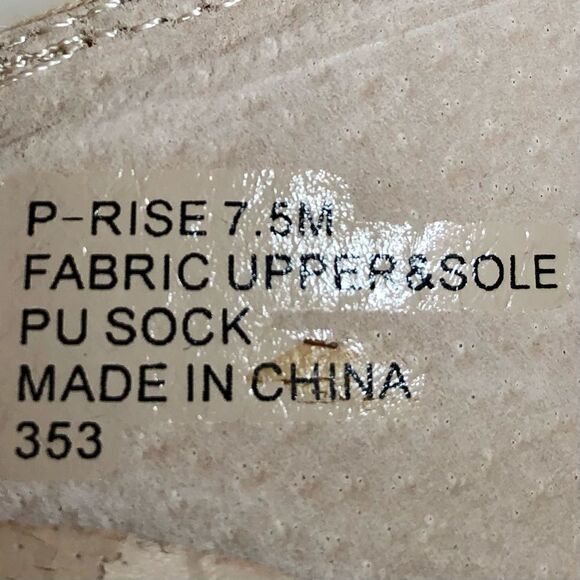 P-RISE 7.5M
FABRIC UPPER&SOLE
PU SOCK
MADE IN CHINA
353